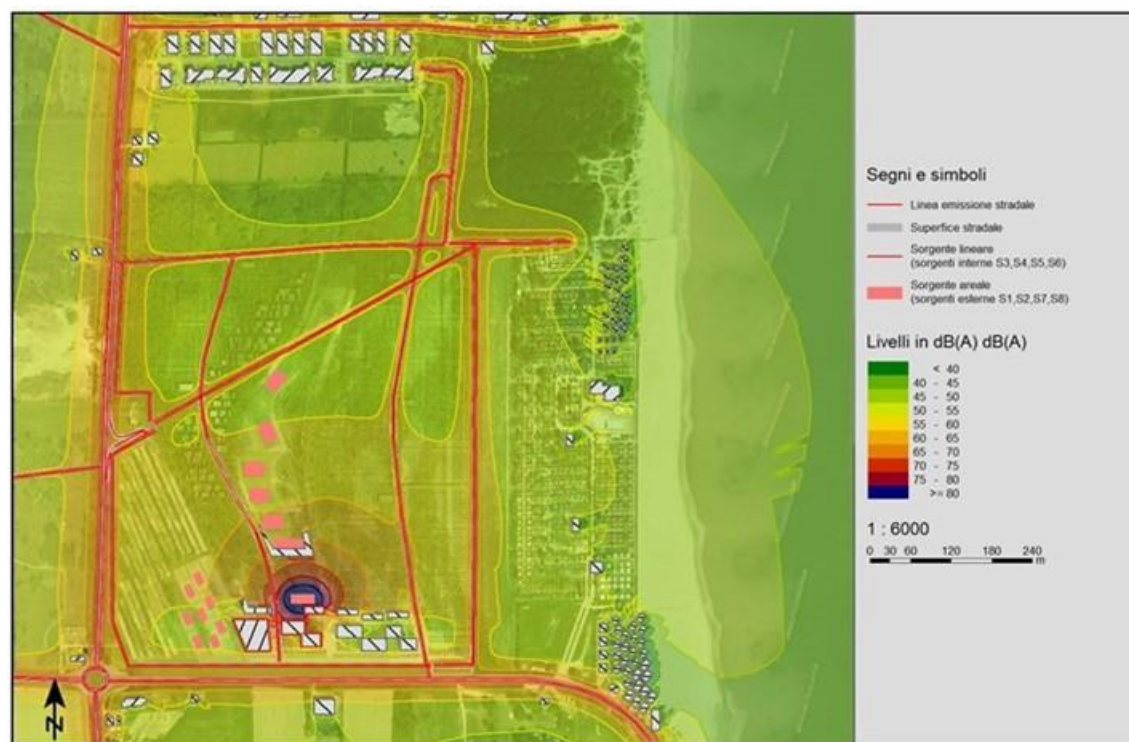 Segni e simboli
Linea emissione stradale
Superfice stradale
Sorgente lineare
(sorgenti interne S3,S4,S5,S6)
Sorgente areale
(sorgenti esterne S1,S2,S7,S8)
Livelli in dB(A) dB(A)
< 40
40 - 45
45 - 50
50 - 55
55 - 60
60 - 65
65 - 70
70 - 75
75 - 80
>= 80
1 : 6000
0 30 60 120 180 240
m
N